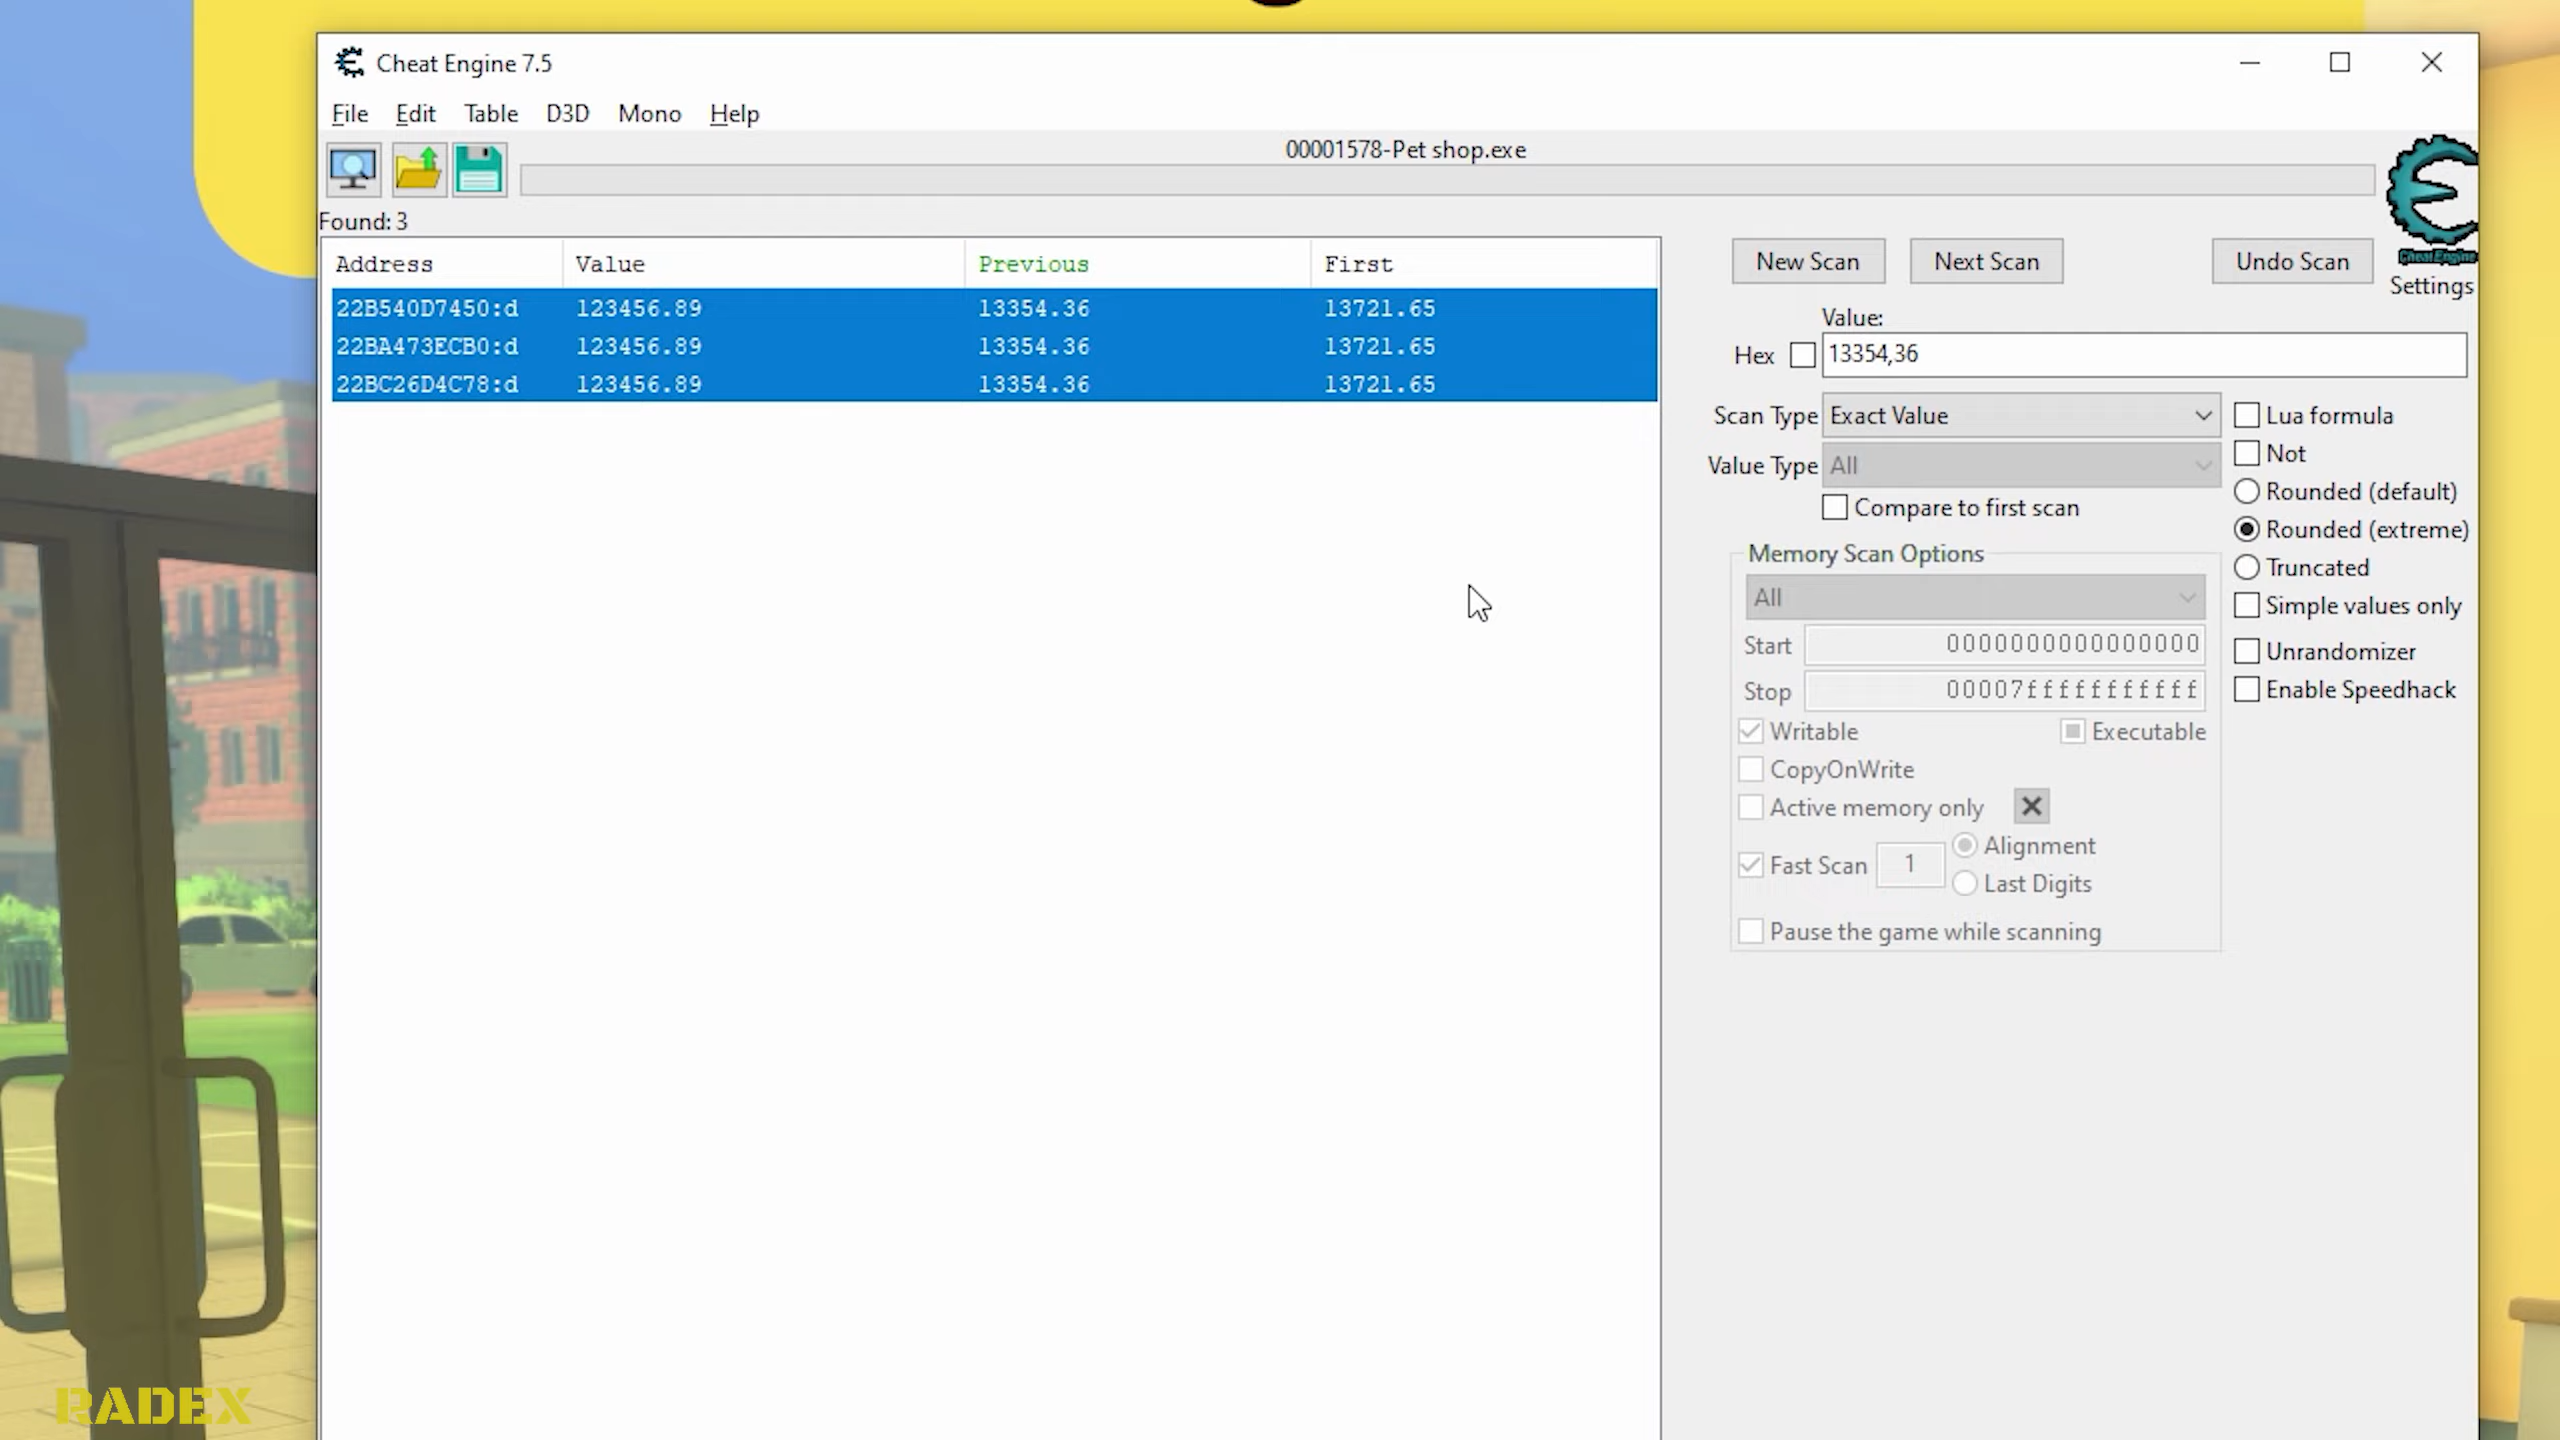 Cheat Engine 7.5
File Edit Table D3D Mono Help
00001578-Pet shop.exe
Found: 3
Address Value Previous First
22B540D7450:d 123456.89 13354.36 13721.65
22BA473ECB0:d 123456.89 13354.36 13721.65
22BC26D4C78:d 123456.89 13354.36 13721.65
New Scan Next Scan Undo Scan
Cheat Engine
Settings
Value:
Hex 13354,36
Scan Type Exact Value
Value Type All
Compare to first scan
Lua formula
Not
Rounded (default)
Rounded (extreme)
Truncated
Simple values only
Unrandomizer
Enable Speedhack
Memory Scan Options
All
Start 0000000000000000
Stop 00007fffffffffff
Writable Executable
CopyOnWrite
Active memory only
Fast Scan 1 Alignment
Last Digits
Pause the game while scanning
RADEX